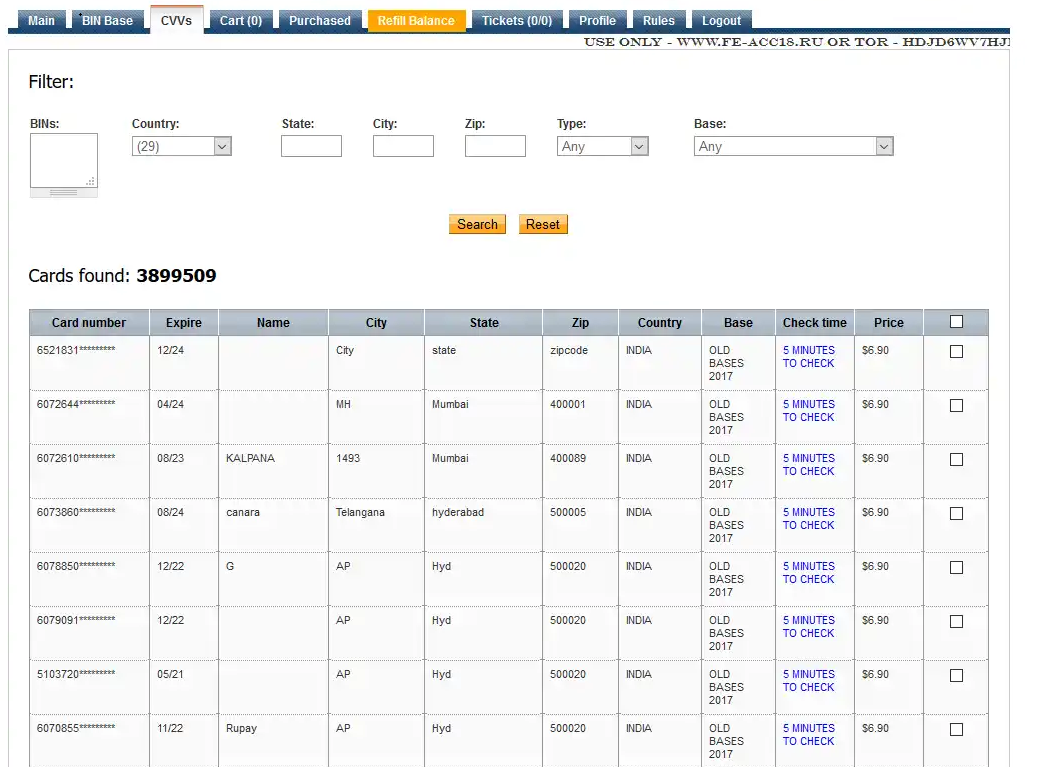 Main BIN Base CVVs Cart (0) Purchased Refill Balance Tickets (0/0) Profile Rules Logout
USE ONLY - WWW.FE-ACC18.RU OR TOR - HDJD6WV7HJ
Filter:
BINs: Country: State: City: Zip: Type: Base:
(29) Any Any
Search Reset
Cards found: 3899509
Card number Expire Name City State Zip Country Base Check time Price
6521831********* 12/24 City state zipcode INDIA OLD 5 MINUTES $6.90
BASES TO CHECK
2017
6072644********* 04/24 MH Mumbai 400001 INDIA OLD 5 MINUTES $6.90
BASES TO CHECK
2017
6072610********* 08/23 KALPANA 1493 Mumbai 400089 INDIA OLD 5 MINUTES $6.90
BASES TO CHECK
2017
6073860********* 08/24 canara Telangana hyderabad 500005 INDIA OLD 5 MINUTES $6.90
BASES TO CHECK
2017
6078850********* 12/22 G AP Hyd 500020 INDIA OLD 5 MINUTES $6.90
BASES TO CHECK
2017
6079091********* 12/22 AP Hyd 500020 INDIA OLD 5 MINUTES $6.90
BASES TO CHECK
2017
5103720********* 05/21 AP Hyd 500020 INDIA OLD 5 MINUTES $6.90
BASES TO CHECK
2017
6070855********* 11/22 Rupay AP Hyd 500020 INDIA OLD 5 MINUTES $6.90
BASES TO CHECK
2017